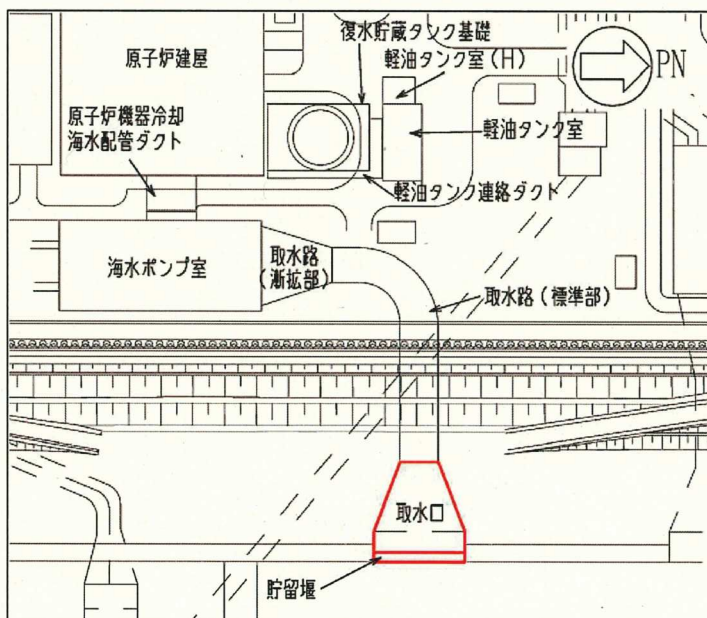 復水貯蔵タンク基礎
原子炉建屋
軽油タンク室(H)
PN
原子炉機器冷却
海水配管ダクト
軽油タンク室
軽油タンク連絡ダクト
海水ポンプ室
取水路
(漸拡部)
取水路(標準部)
取水口
貯留堰